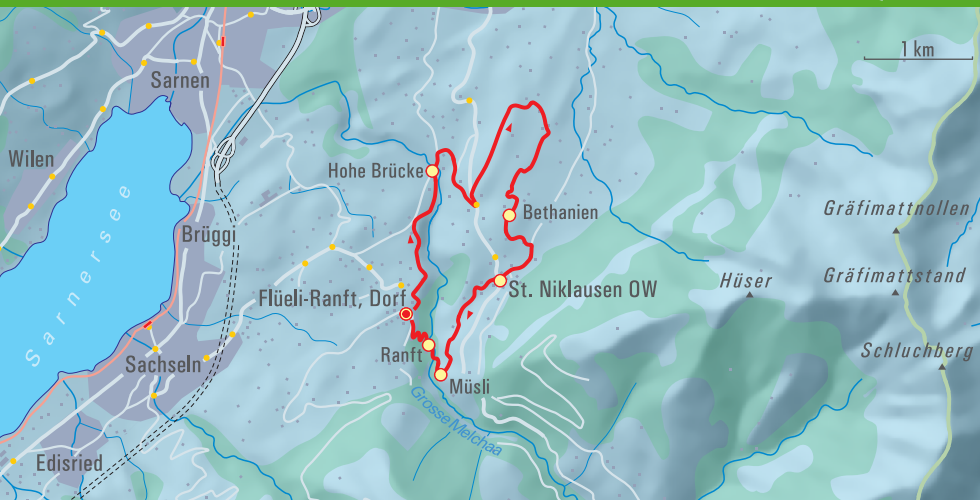 1 km
Sarnen
Wilen
Hohe Brücke
Bethanien
Gräfimattnollen
Sarnersee
Brüggi
Hüser
Gräfimattstand
Flüeli-Ranft, Dorf
St. Niklausen OW
Schluchberg
Ranft
Sachseln
Müsli
Grosse Melchaa
Edisried